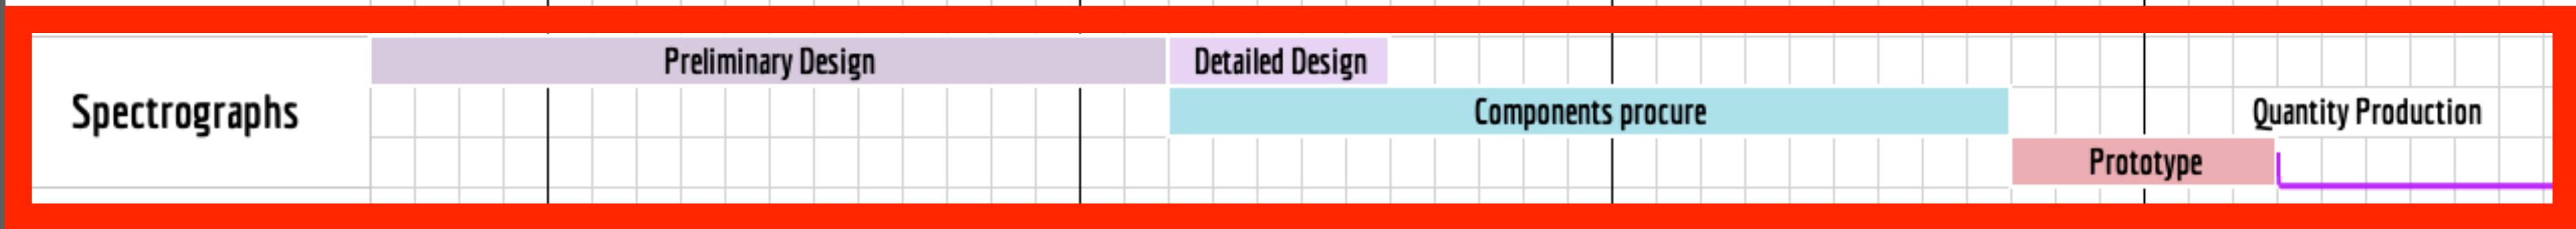 Preliminary Design
Detailed Design
Spectrographs
Components procure
Quantity Production
Prototype